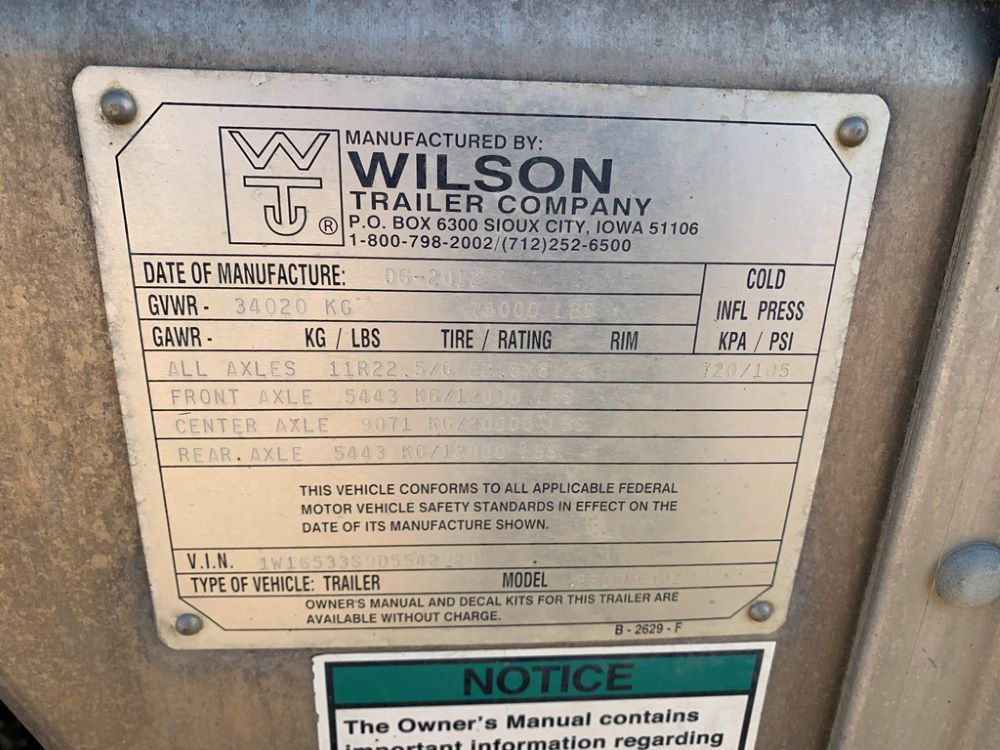 WT
®
MANUFACTURED BY:
WILSON
TRAILER COMPANY
P.O. BOX 6300 SIOUX CITY, IOWA 51106
1-800-798-2002/(712)252-6500
DATE OF MANUFACTURE: 06-2012
GVWR - 34020 KG 75000 LBS
COLD
INFL PRESS
KPA / PSI
GAWR - KG / LBS TIRE / RATING RIM
ALL AXLES 720/105
FRONT AXLE 5443 KG/12000 LBS
CENTER AXLE 9071 KG/20000 LBS
REAR.AXLE 5443 KG/12000 LBS
THIS VEHICLE CONFORMS TO ALL APPLICABLE FEDERAL
MOTOR VEHICLE SAFETY STANDARDS IN EFFECT ON THE
DATE OF ITS MANUFACTURE SHOWN.
V.I.N.
TYPE OF VEHICLE: TRAILER MODEL
OWNER'S MANUAL AND DECAL KITS FOR THIS TRAILER ARE
AVAILABLE WITHOUT CHARGE.
B - 2629 - F
NOTICE
The Owner's Manual contains
important information regarding